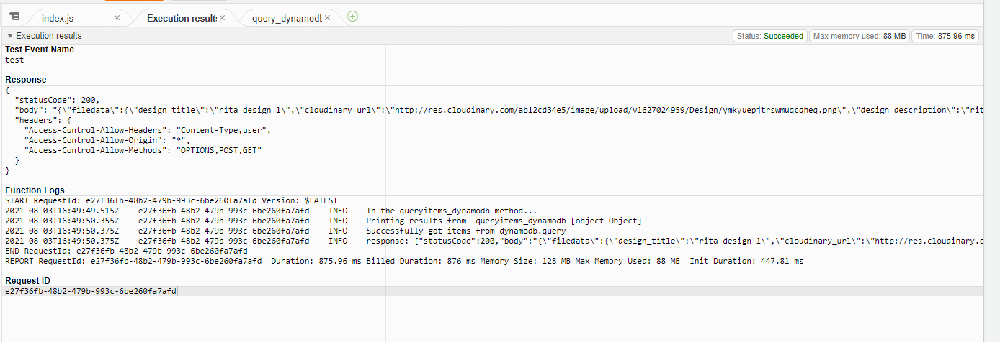 index.js × Execution results × query_dynamodb ×
Execution results Status: Succeeded Max memory used: 88 MB Time: 875.96 ms
Test Event Name
test
Response
{
  "statusCode": 200,
  "body": "{\"filedata\":{\"design_title\":\"rita design 1\",\"cloudinary_url\":\"http://res.cloudinary.com/ab12cd34e5/image/upload/v1627024959/Design/ymkyuepjtrswmuqcqheq.png\",\"design_description\":\"rit
  "headers": {
    "Access-Control-Allow-Headers": "Content-Type,user",
    "Access-Control-Allow-Origin": "*",
    "Access-Control-Allow-Methods": "OPTIONS,POST,GET"
  }
}
Function Logs
START RequestId: e27f36fb-48b2-479b-993c-6be260fa7afd Version: $LATEST
2021-08-03T16:49:49.515Z    e27f36fb-48b2-479b-993c-6be260fa7afd    INFO    In the queryitems_dynamodb method...
2021-08-03T16:49:50.355Z    e27f36fb-48b2-479b-993c-6be260fa7afd    INFO    Printing results from  queryitems_dynamodb [object Object]
2021-08-03T16:49:50.375Z    e27f36fb-48b2-479b-993c-6be260fa7afd    INFO    Successfully got items from dynamodb.query
2021-08-03T16:49:50.375Z    e27f36fb-48b2-479b-993c-6be260fa7afd    INFO    response: {"statusCode":200,"body":"{\"filedata\":{\"design_title\":\"rita design 1\",\"cloudinary_url\":\"http://res.c
END RequestId: e27f36fb-48b2-479b-993c-6be260fa7afd
REPORT RequestId: e27f36fb-48b2-479b-993c-6be260fa7afd  Duration: 875.96 ms Billed Duration: 876 ms Memory Size: 128 MB Max Memory Used: 88 MB  Init Duration: 447.81 ms
Request ID
e27f36fb-48b2-479b-993c-6be260fa7afd